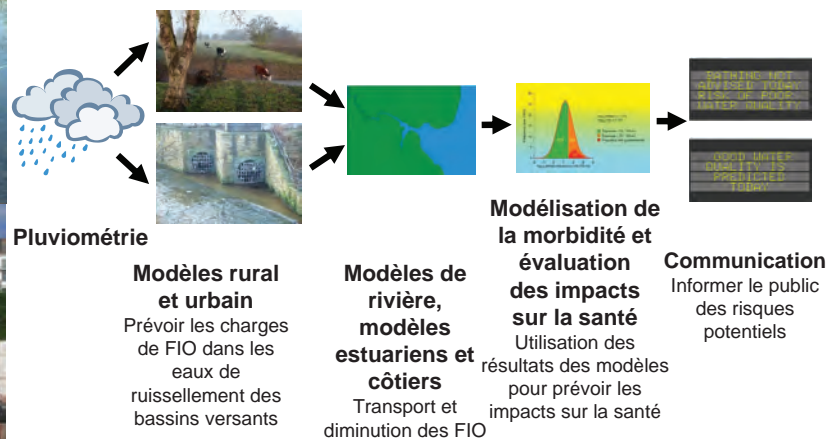 BATHING NOT
ADVISED TODAY
RISK OF POOR
WATER QUALITY
GOOD WATER
QUALITY IS
PREDICTED
TODAY
Pluviométrie
Modèles rural
et urbain
Prévoir les charges
de FIO dans les
eaux de
ruissellement des
bassins versants
Modèles de
rivière,
modèles
estuariens et
côtiers
Transport et
diminution des FIO
Modélisation de
la morbidité et
évaluation
des impacts
sur la santé
Utilisation des
résultats des modèles
pour prévoir les
impacts sur la santé
Communication
Informer le public
des risques
potentiels